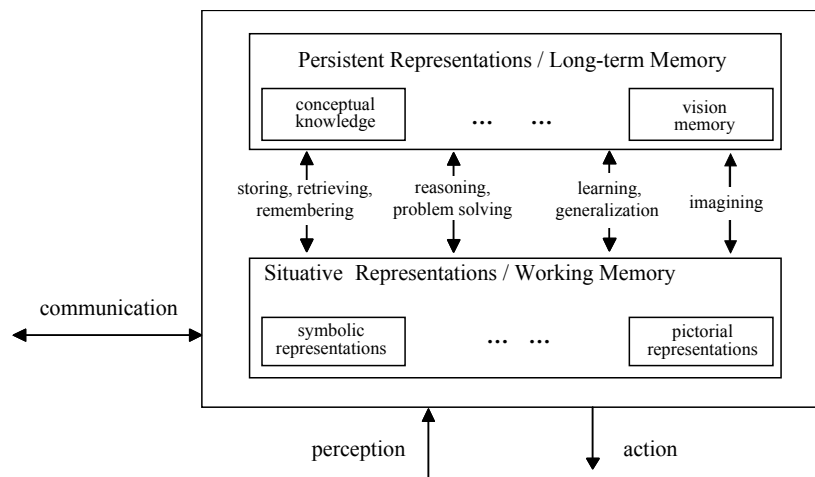 Persistent Representations / Long-term Memory
conceptual
knowledge
... ...
vision
memory
storing, retrieving,
remembering
reasoning,
problem solving
learning,
generalization
imagining
Situative Representations / Working Memory
communication
symbolic
representations
... ...
pictorial
representations
perception
action